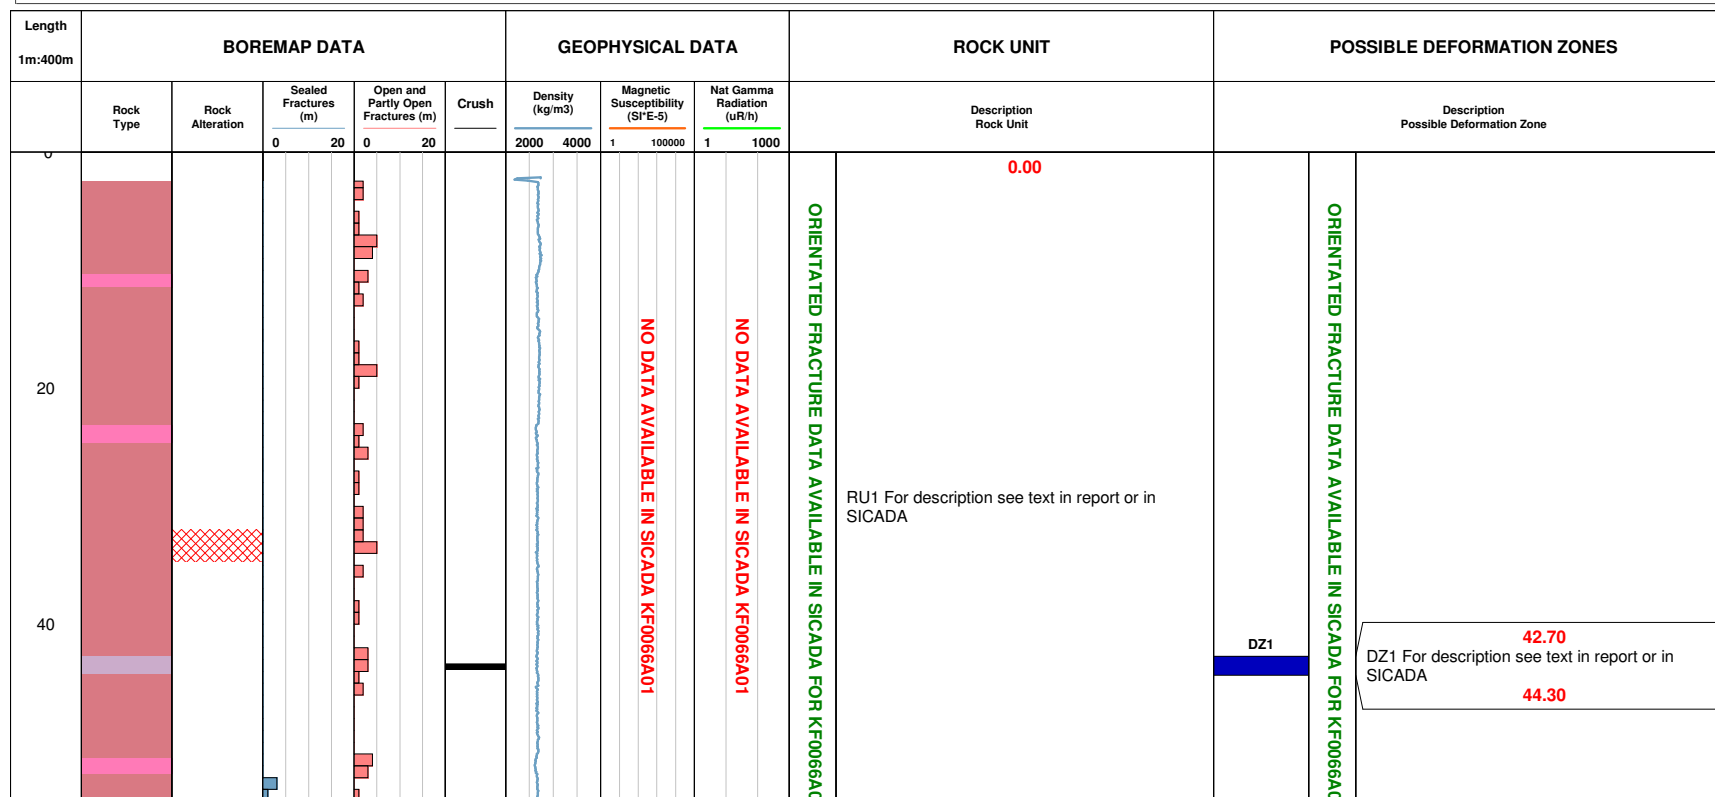 Length
1m:400m
BOREMAP DATA
GEOPHYSICAL DATA
ROCK UNIT
POSSIBLE DEFORMATION ZONES
Rock
Type
Rock
Alteration
Sealed
Fractures
(m)
0 20
Open and
Partly Open
Fractures (m)
0 20
Crush
Density
(kg/m3)
2000 4000
Magnetic
Susceptibility
(SI*E-5)
1 100000
Nat Gamma
Radiation
(uR/h)
1 1000
Description
Rock Unit
Description
Possible Deformation Zone
0
20
40
NO DATA AVAILABLE IN SICADA KF0066A01
NO DATA AVAILABLE IN SICADA KF0066A01
ORIENTATED FRACTURE DATA AVAILABLE IN SICADA FOR KF0066A0
0.00
RU1 For description see text in report or in
SICADA
DZ1
ORIENTATED FRACTURE DATA AVAILABLE IN SICADA FOR KF0066A0
42.70
DZ1 For description see text in report or in
SICADA
44.30